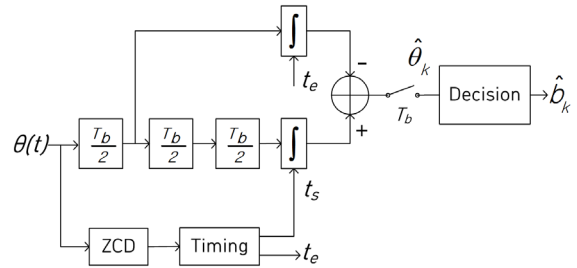 ∫
−
t_e
θ̂_k
θ(t)
T_b/2
T_b/2
T_b/2
∫
+
T_b
Decision
b̂_k
t_s
ZCD
Timing
t_e